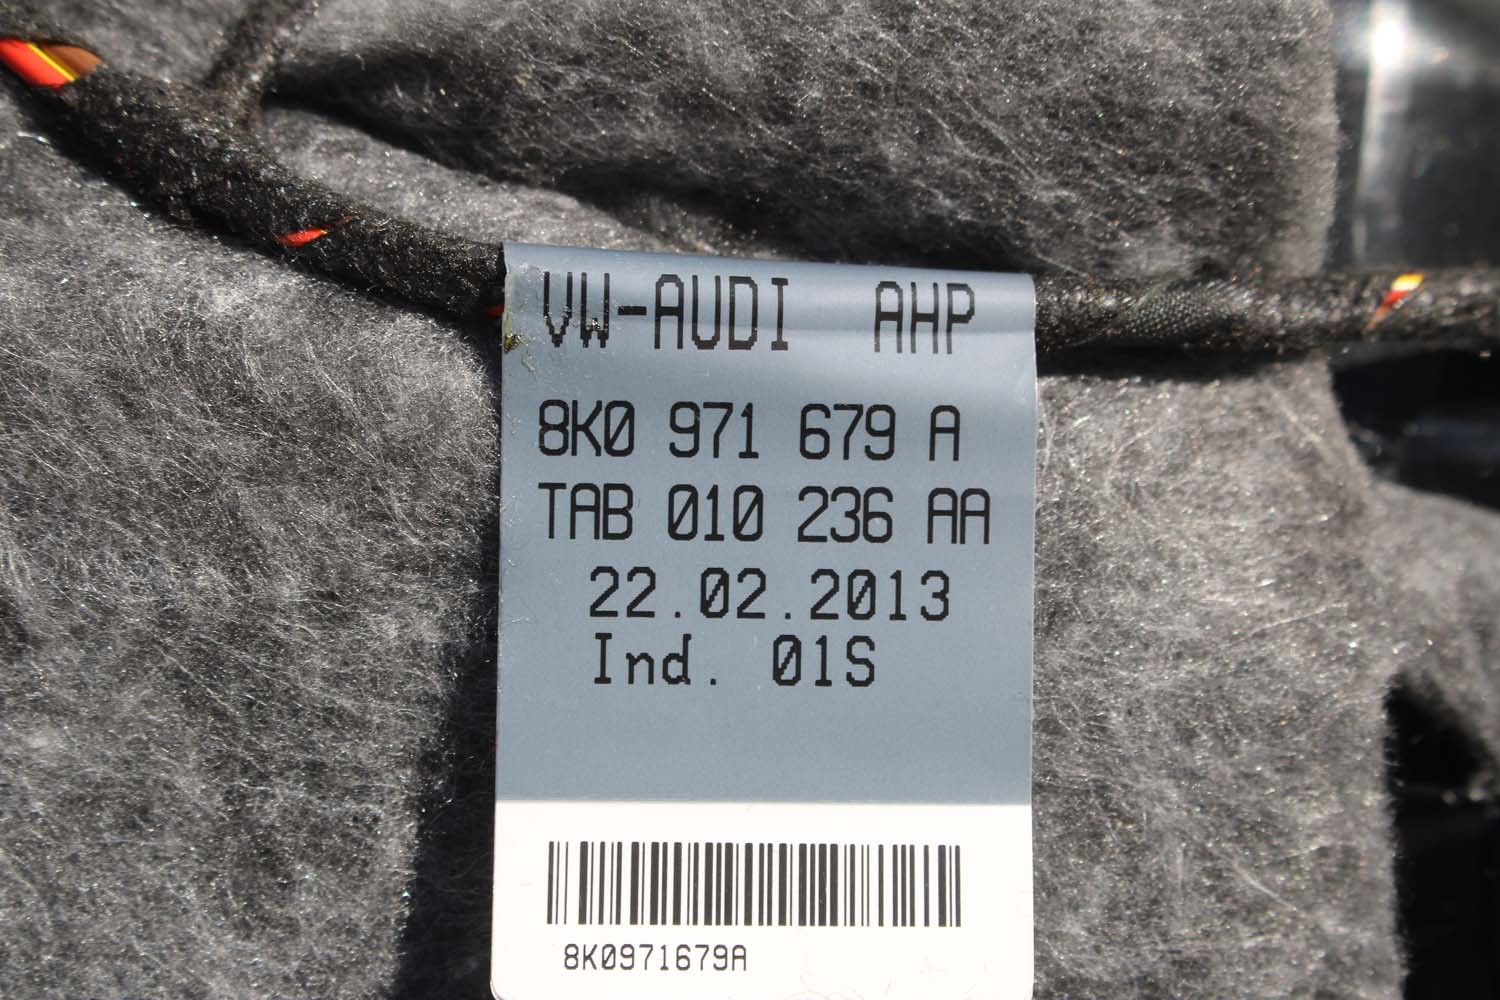 VW-AUDI AHP
8K0 971 679 A
TAB 010 236 AA
22.02.2013
Ind. 01S
8K0971679A